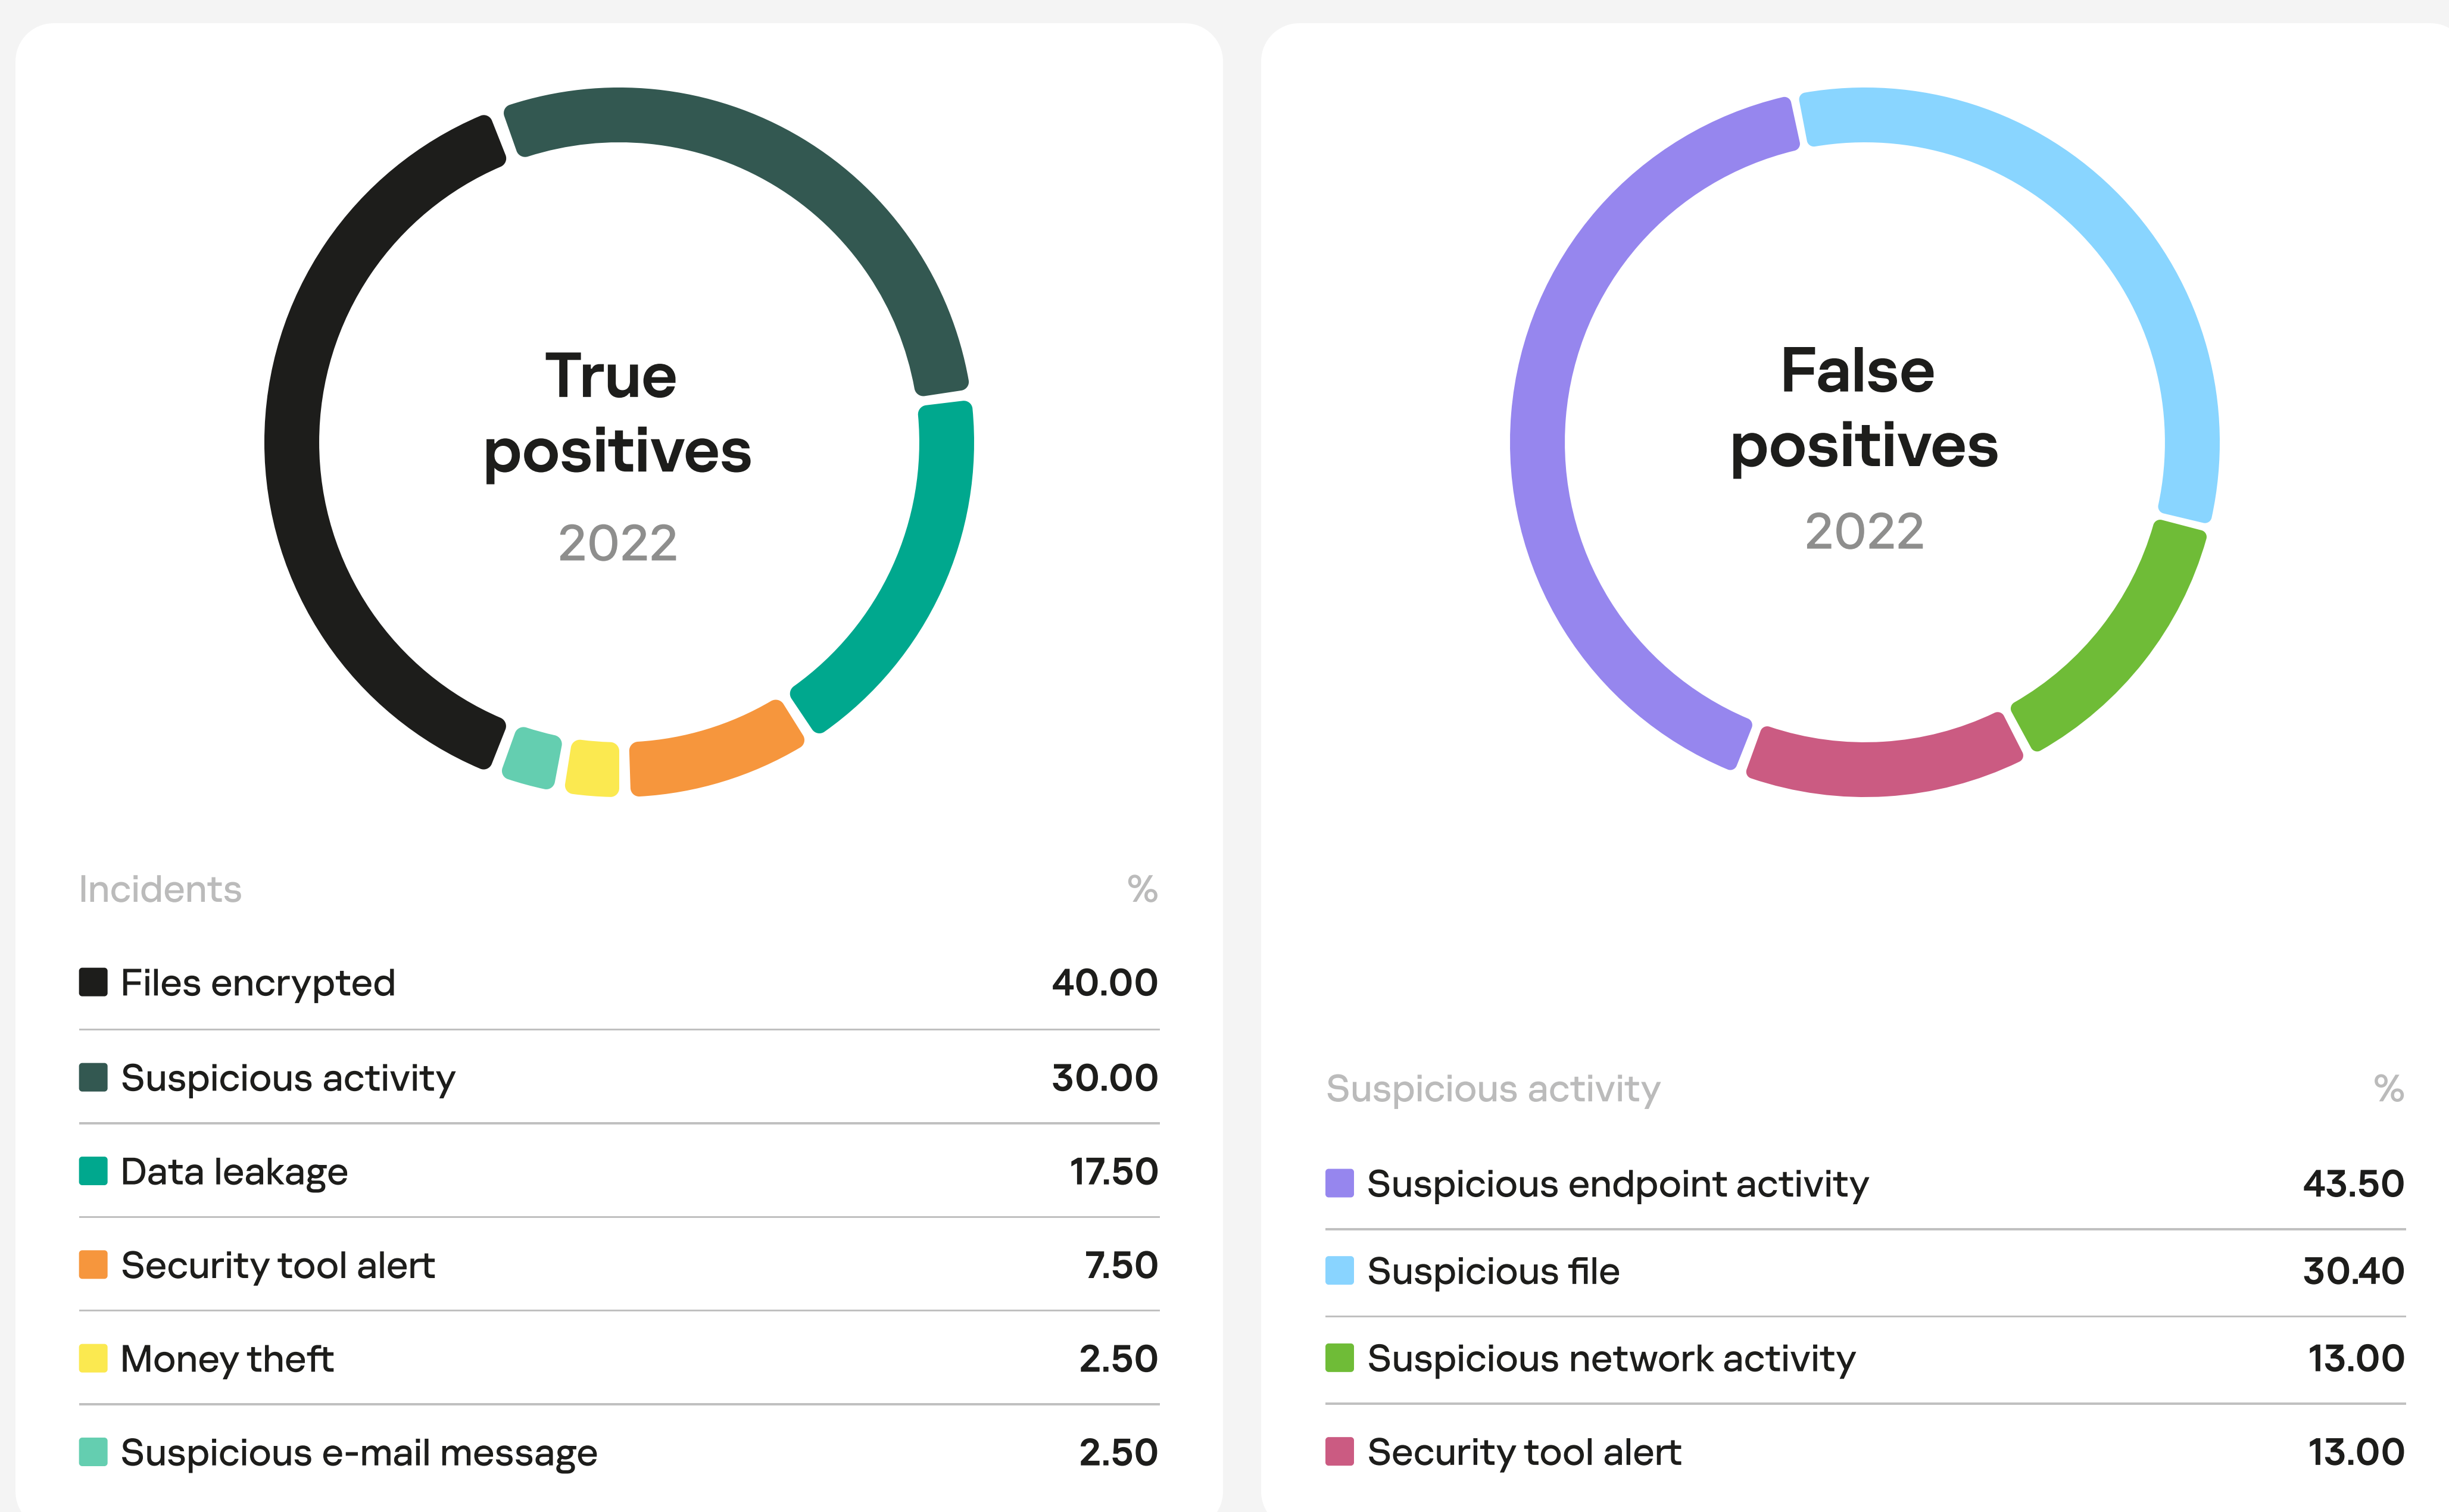 True
positives
2022
Incidents %
Files encrypted 40.00
Suspicious activity 30.00
Data leakage 17.50
Security tool alert 7.50
Money theft 2.50
Suspicious e-mail message 2.50
False
positives
2022
Suspicious activity %
Suspicious endpoint activity 43.50
Suspicious file 30.40
Suspicious network activity 13.00
Security tool alert 13.00